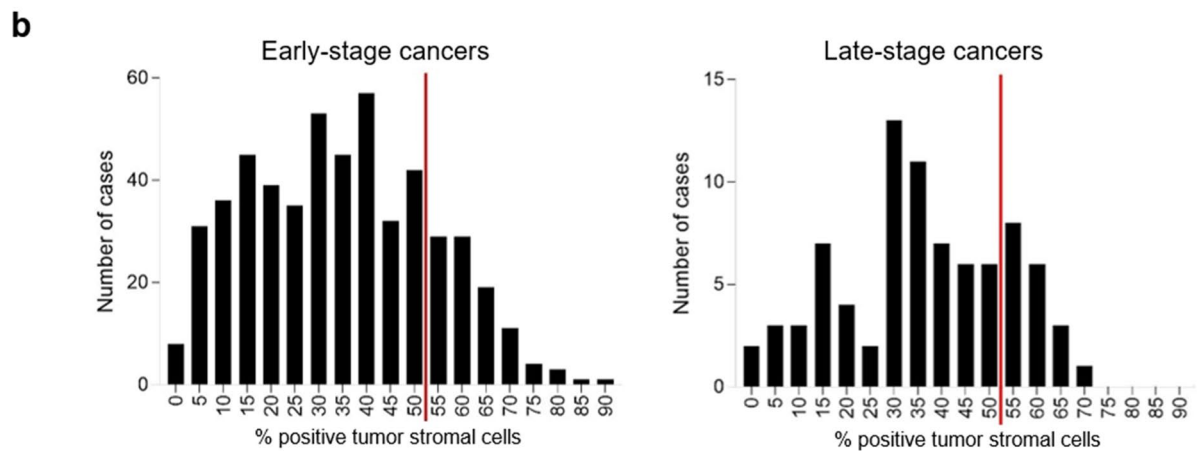 b
Early-stage cancers
Number of cases
60
40
20
0
0 5 10 15 20 25 30 35 40 45 50 55 60 65 70 75 80 85 90
% positive tumor stromal cells
Late-stage cancers
Number of cases
15
10
5
0
0 5 10 15 20 25 30 35 40 45 50 55 60 65 70 75 80 85 90
% positive tumor stromal cells